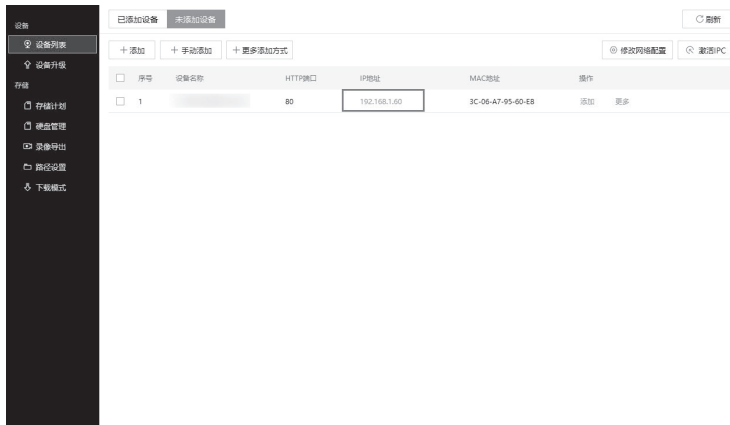 设备
设备列表
设备升级
存储
存储计划
硬盘管理
录像导出
路径设置
下载模式
已添加设备 未添加设备 刷新
添加 手动添加 更多添加方式 修改网络配置 激活IPC
序号 设备名称 HTTP端口 IP地址 MAC地址 操作
1 80 192.168.1.60 3C-06-A7-95-60-E8 添加 更多